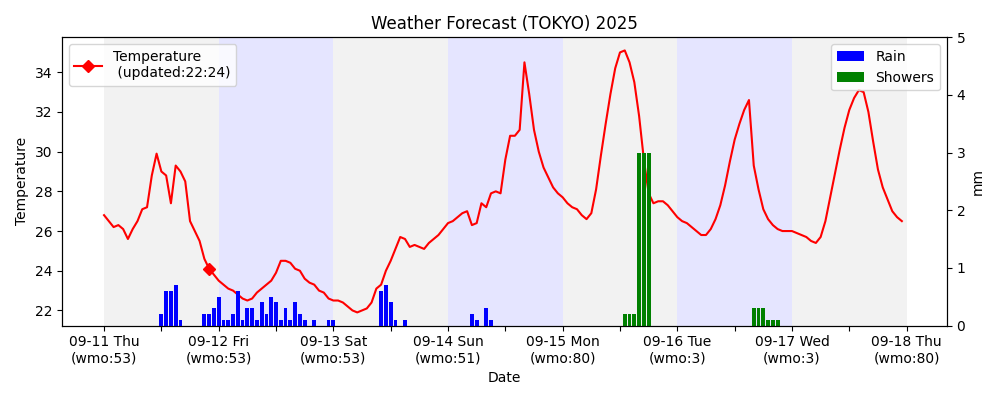 Weather Forecast (TOKYO) 2025
Temperature
(updated:22:24)
Rain
Showers
Temperature
34
32
30
28
26
24
22
5
4
3
2
1
0
mm
09-11 Thu
(wmo:53)
09-12 Fri
(wmo:53)
09-13 Sat
(wmo:53)
09-14 Sun
(wmo:51)
09-15 Mon
(wmo:80)
09-16 Tue
(wmo:3)
09-17 Wed
(wmo:3)
09-18 Thu
(wmo:80)
Date